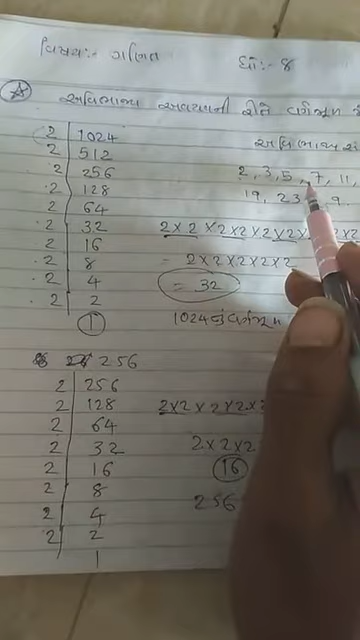 વિષય:- ગણિત ધો:- ૮
અવિભાજ્ય અવયવની રીતે વર્ગમૂળ
2 | 1024
2 | 512
2 | 256
2 | 128
2 | 64
2 | 32
2 | 16
2 | 8
2 | 4
2 | 2
1
અવિભાજ્ય
2, 3, 5, 7, 11,
19, 23
2×2×2×2×2×2×2×2
= 2×2×2×2×2
= 32
1024નું વર્ગમૂળ
256
2 | 256
2 | 128
2 | 64
2 | 32
2 | 16
2 | 8
2 | 4
2 | 2
1
2×2×2×2×
2×2×2
16
256